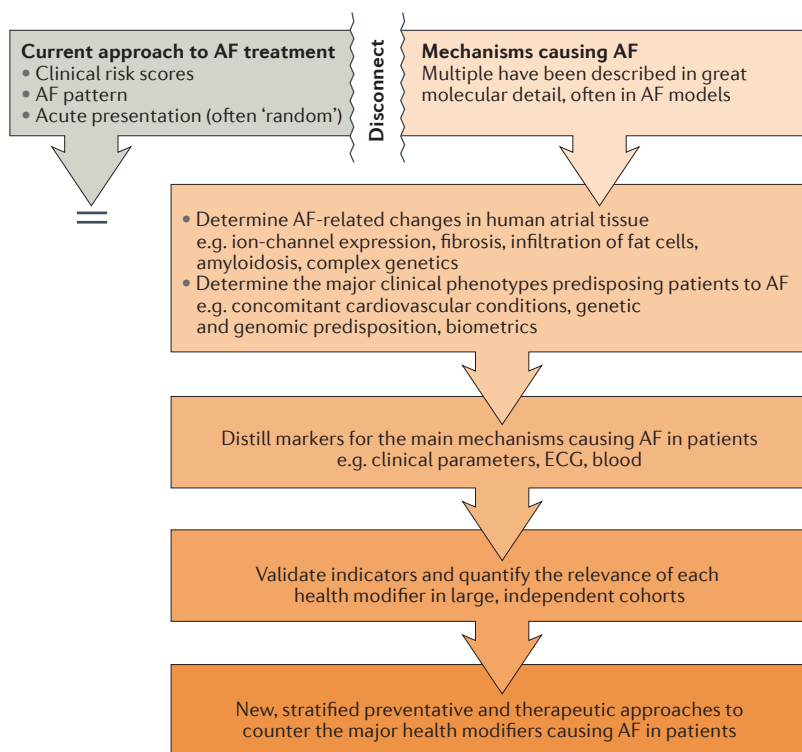 Current approach to AF treatment
• Clinical risk scores
• AF pattern
• Acute presentation (often ‘random’)
Disconnect
Mechanisms causing AF
Multiple have been described in great
molecular detail, often in AF models
• Determine AF-related changes in human atrial tissue
e.g. ion-channel expression, fibrosis, infiltration of fat cells,
amyloidosis, complex genetics
• Determine the major clinical phenotypes predisposing patients to AF
e.g. concomitant cardiovascular conditions, genetic
and genomic predisposition, biometrics
Distill markers for the main mechanisms causing AF in patients
e.g. clinical parameters, ECG, blood
Validate indicators and quantify the relevance of each
health modifier in large, independent cohorts
New, stratified preventative and therapeutic approaches to
counter the major health modifiers causing AF in patients